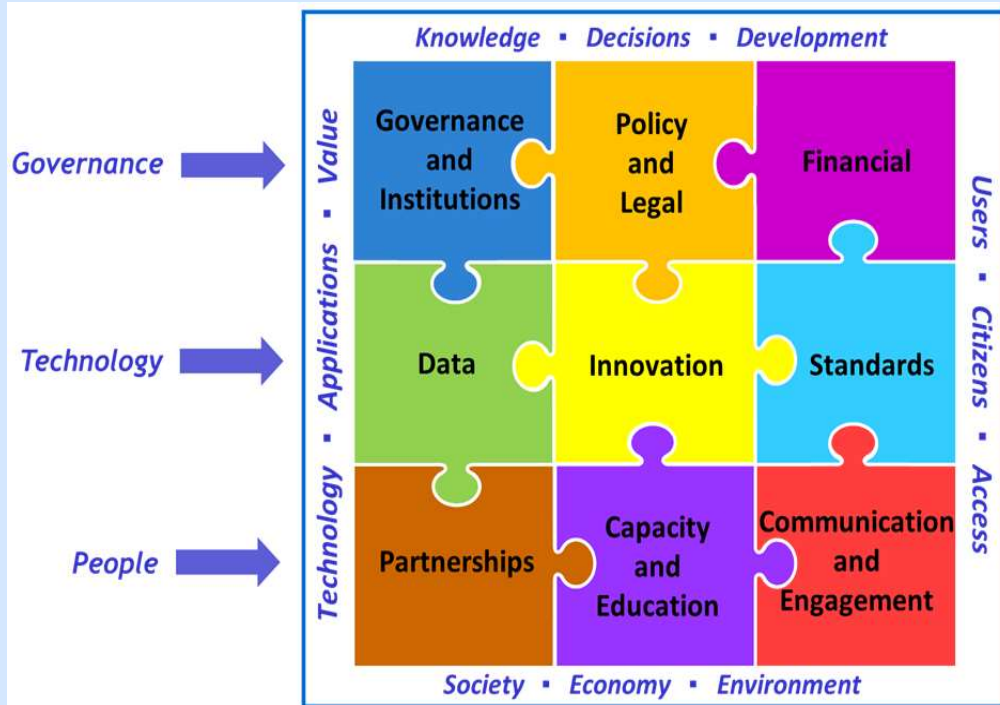 Knowledge ▪ Decisions ▪ Development
Governance
Technology
People
Technology ▪ Applications ▪ Value
Governance
and
Institutions
Policy
and
Legal
Financial
Data
Innovation
Standards
Partnerships
Capacity
and
Education
Communication
and
Engagement
Users ▪ Citizens ▪ Access
Society ▪ Economy ▪ Environment